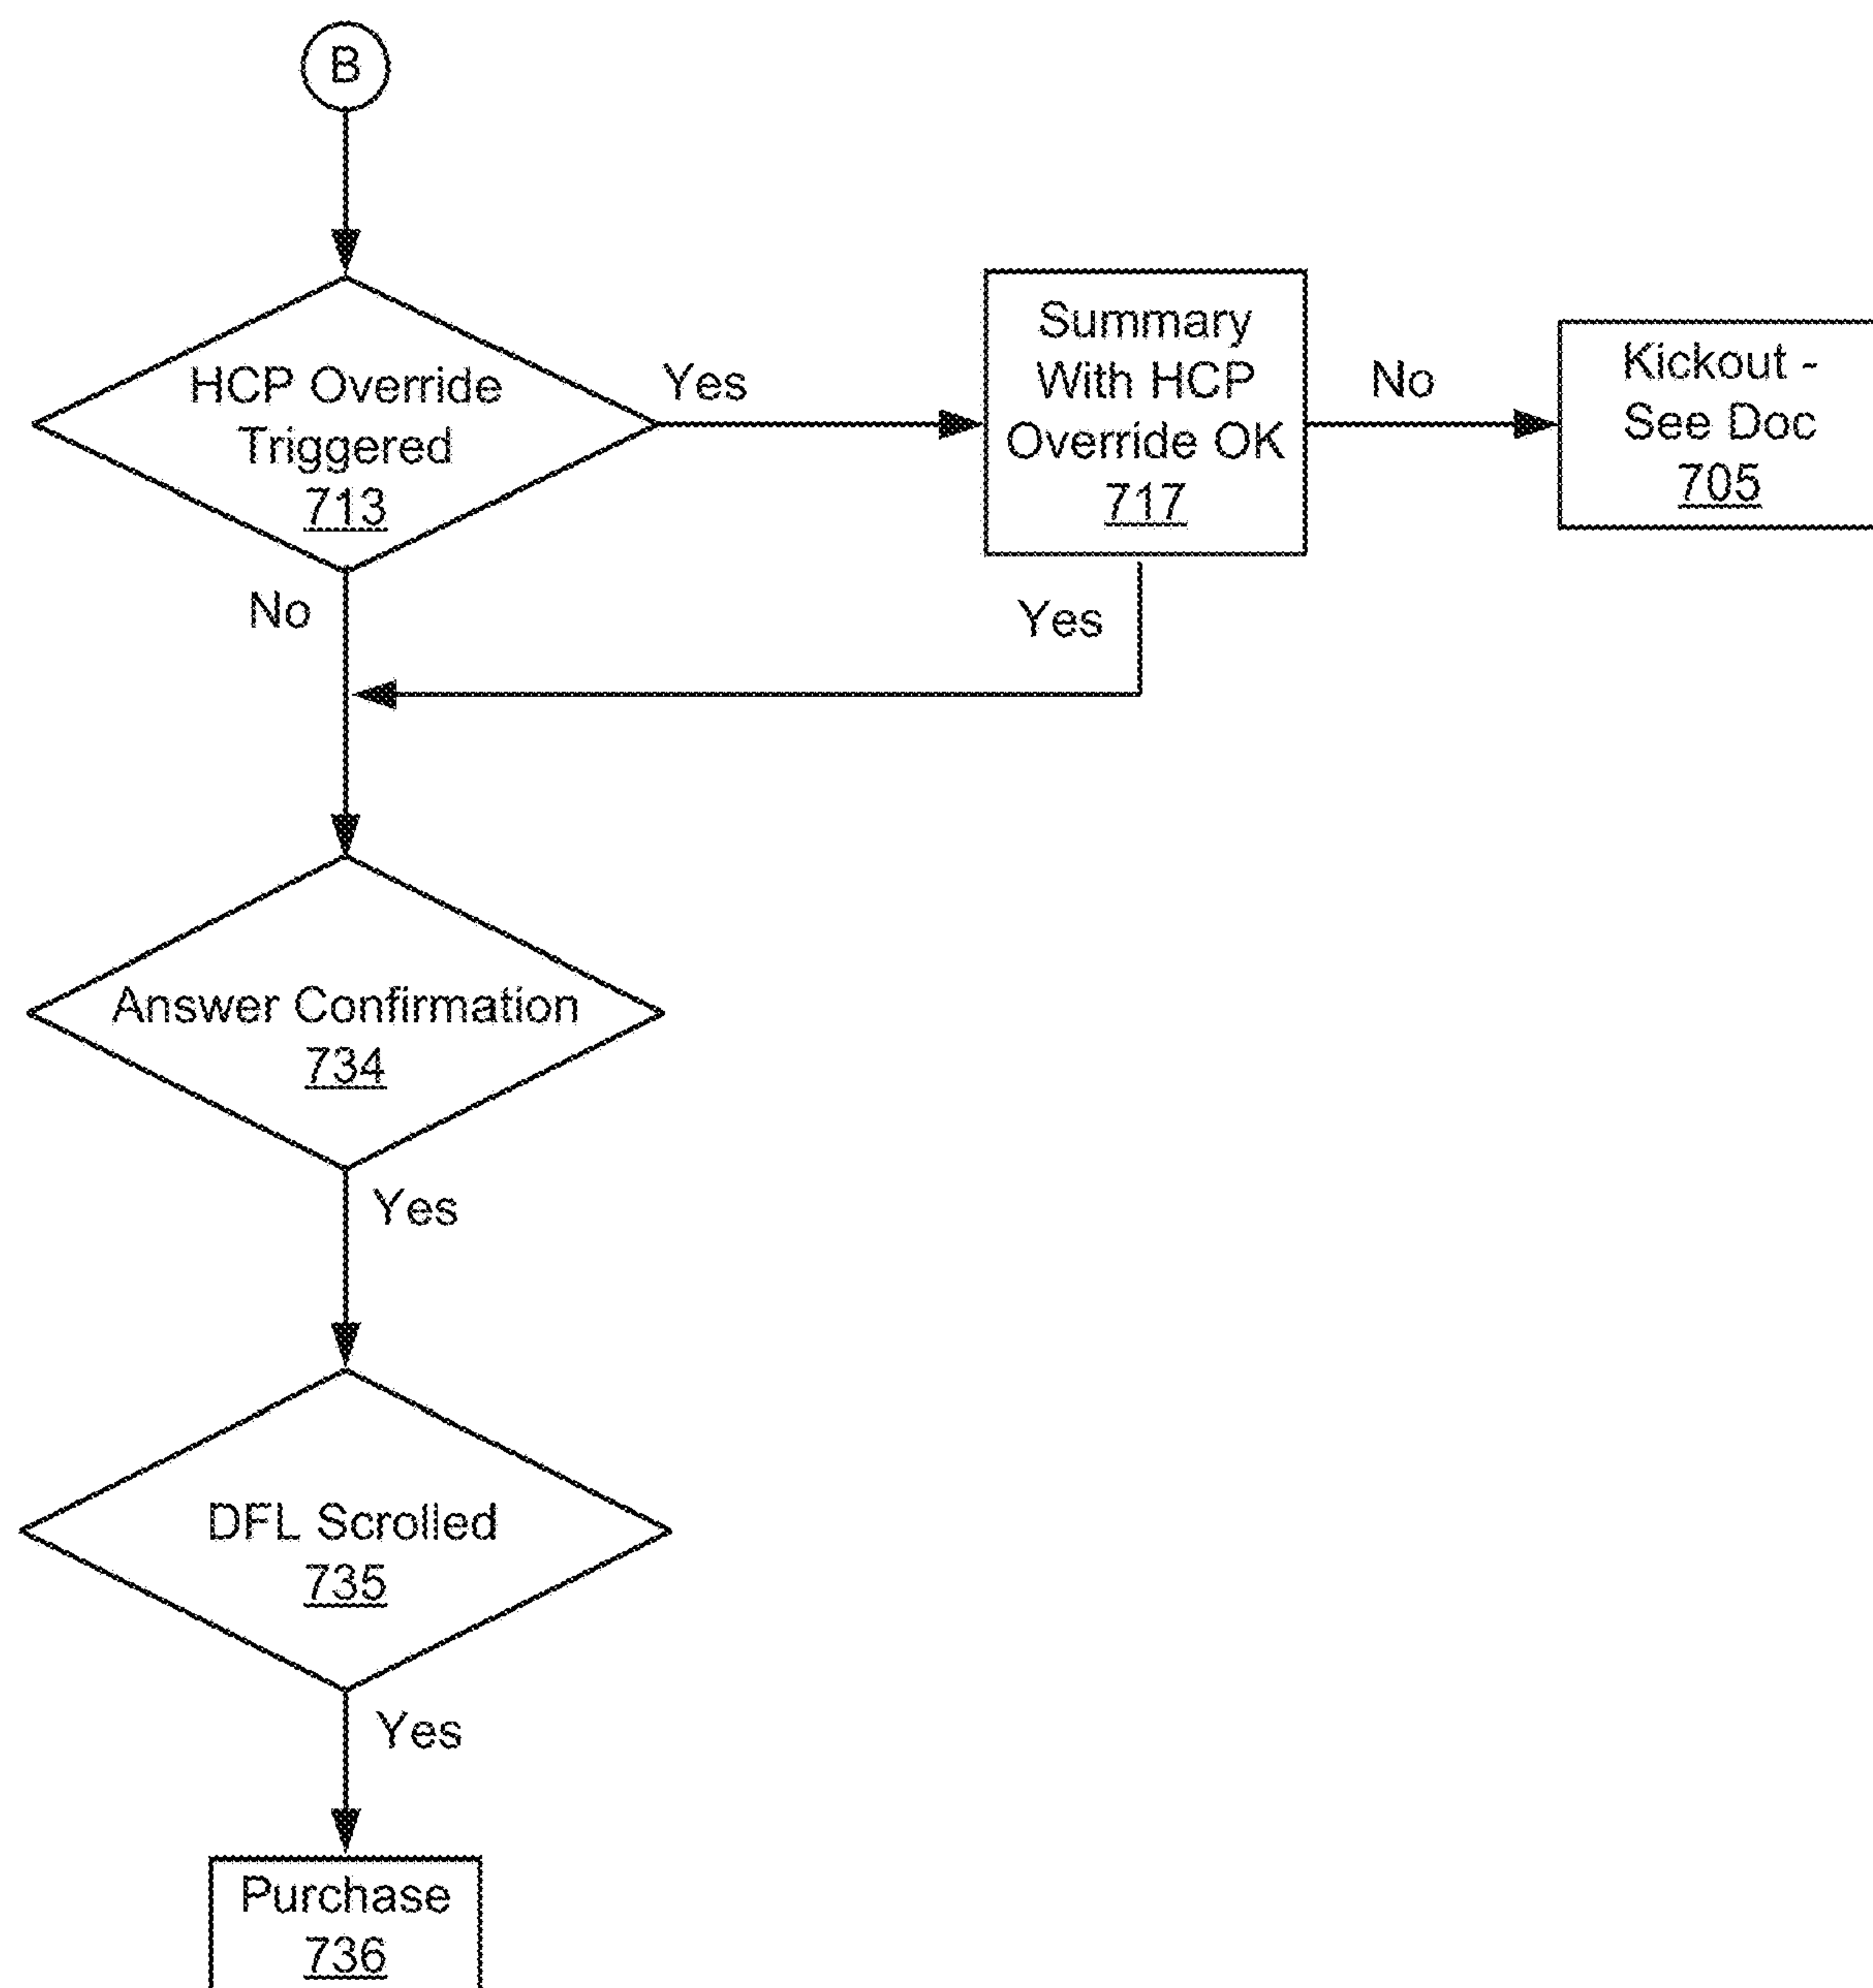 B
HCP Override
Triggered
713
Yes
Summary
With HCP
Override OK
717
No
Kickout -
See Doc
705
No
Yes
Answer Confirmation
734
Yes
DFL Scrolled
735
Yes
Purchase
736